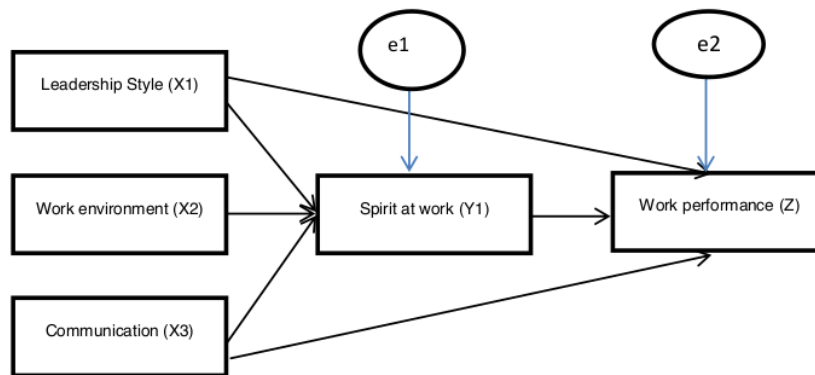 e1
e2
Leadership Style (X1)
Work environment (X2)
Spirit at work (Y1)
Work performance (Z)
Communication (X3)